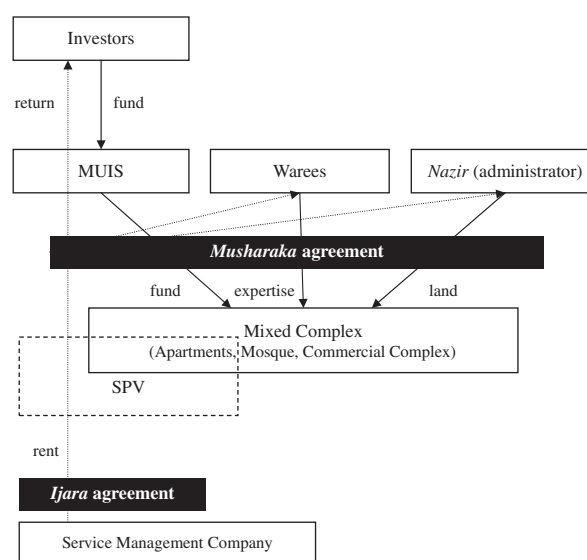 Investors
return
fund
MUIS
Warees
Nazir (administrator)
Musharaka agreement
fund
expertise
land
Mixed Complex
(Apartments, Mosque, Commercial Complex)
SPV
rent
Ijara agreement
Service Management Company